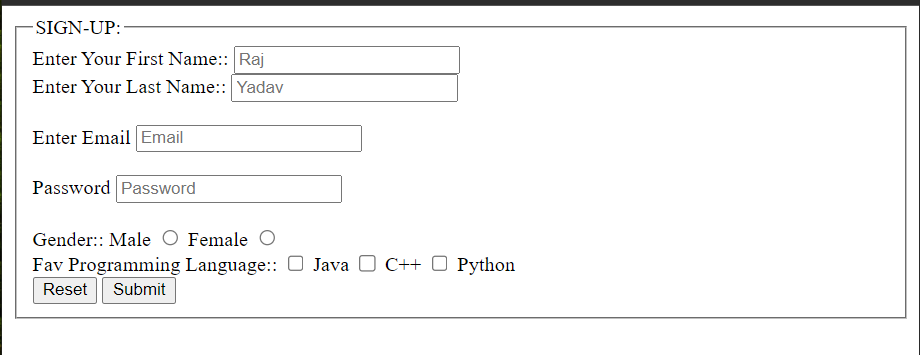 SIGN-UP:
Enter Your First Name:: Raj
Enter Your Last Name:: Yadav
Enter Email Email
Password Password
Gender:: Male Female
Fav Programming Language:: Java C++ Python
Reset Submit